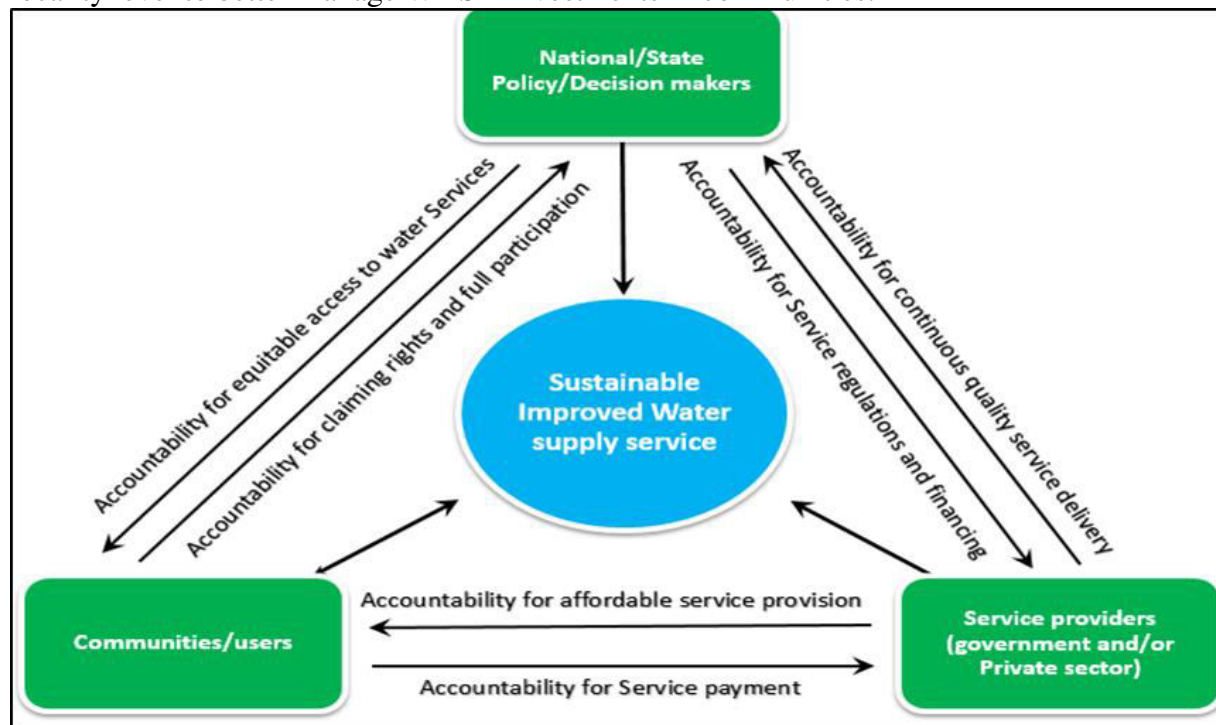 National/State
Policy/Decision makers
Accountability for equitable access to water Services
Accountability for claiming rights and full participation
Accountability for Service regulations and financing
Accountability for continuous quality service delivery
Sustainable
Improved Water
supply service
Communities/users
Accountability for affordable service provision
Accountability for Service payment
Service providers
(government and/or
Private sector)